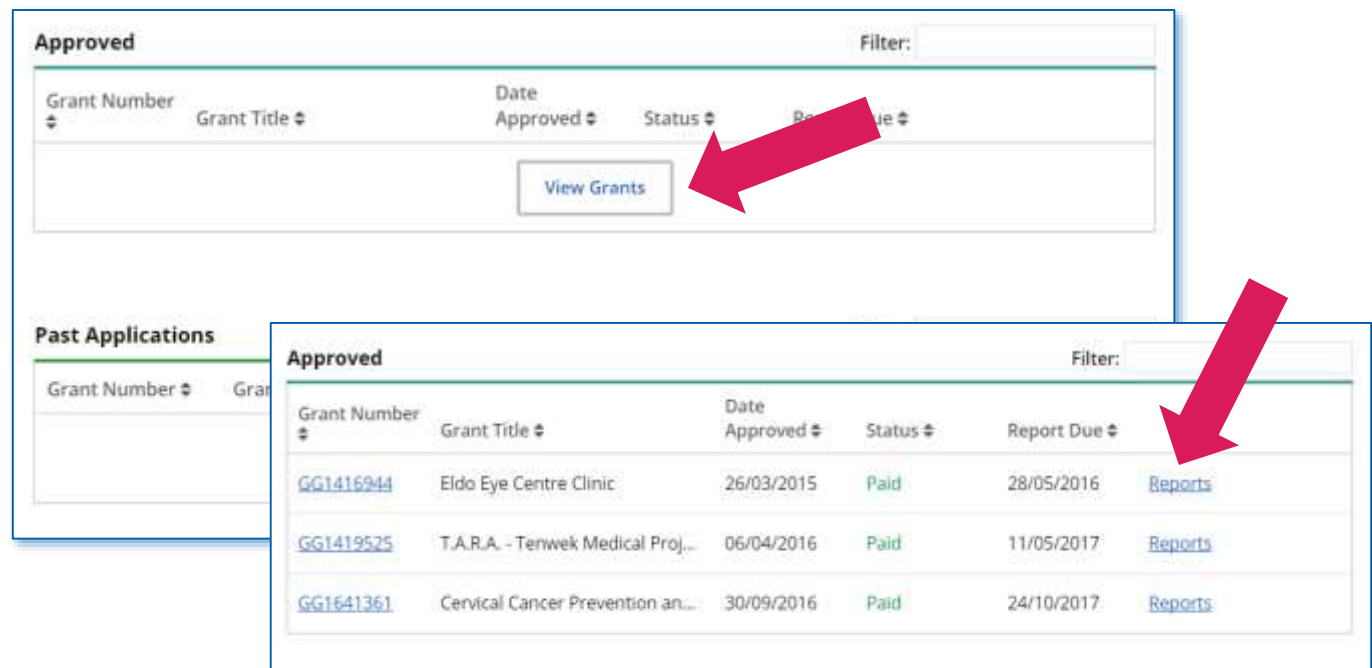 Approved Filter:
Grant Number Grant Title Date Approved Status
View Grants
Past Applications
Grant Number
Approved Filter:
Grant Number Grant Title Date Approved Status Report Due
GG1416944 Eldo Eye Centre Clinic 26/03/2015 Paid 28/05/2016 Reports
GG1419525 T.A.R.A. - Tenwek Medical Proj... 06/04/2016 Paid 11/05/2017 Reports
GG1641361 Cervical Cancer Prevention an... 30/09/2016 Paid 24/10/2017 Reports